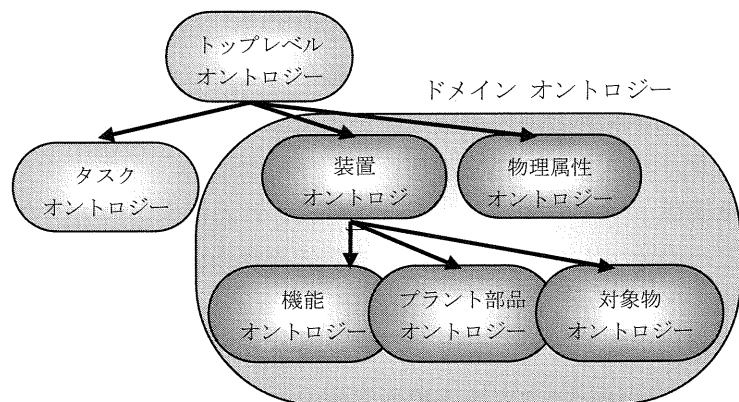 トップレベル
オントロジー
ドメイン オントロジー
タスク
オントロジー
装置
オントロジ
物理属性
オントロジー
機能
オントロジー
プラント部品
オントロジー
対象物
オントロジー